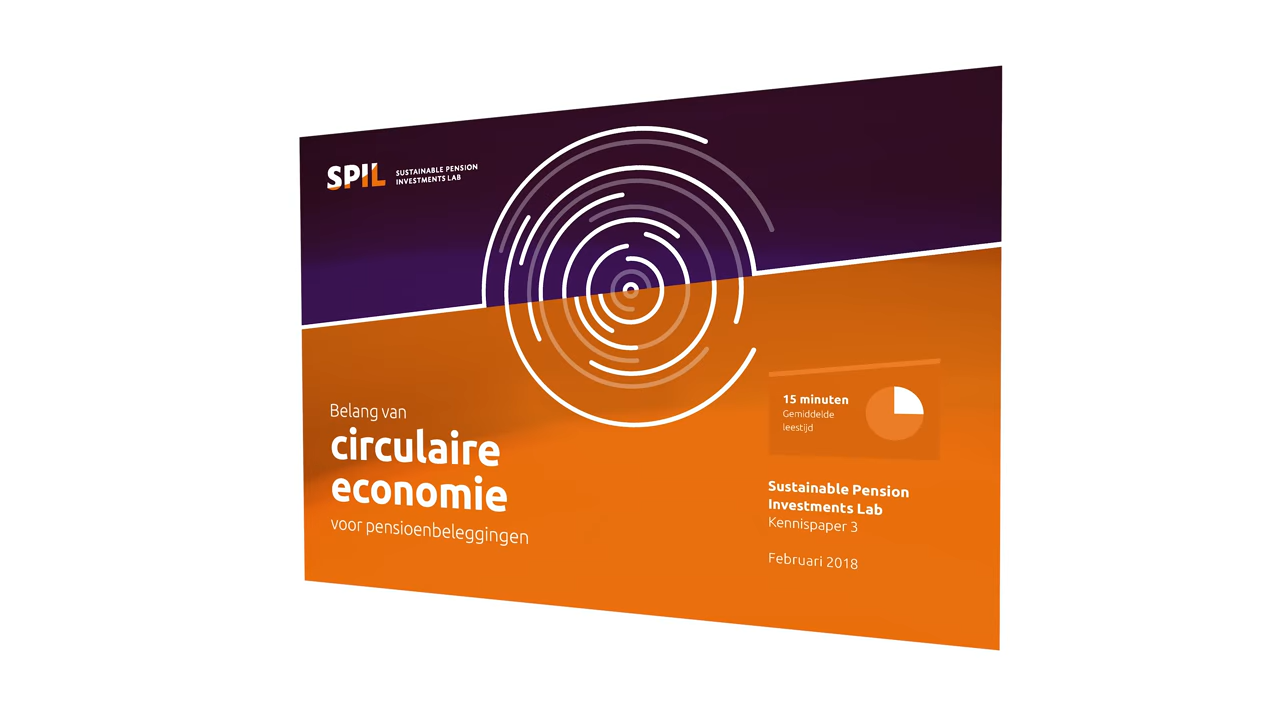 SPIL
SUSTAINABLE PENSION
INVESTMENTS LAB
Belang van
circulaire
economie
voor pensioenbeleggingen
15 minuten
Gemiddelde
leestijd
Sustainable Pension
Investments Lab
Kennispaper 3
Februari 2018